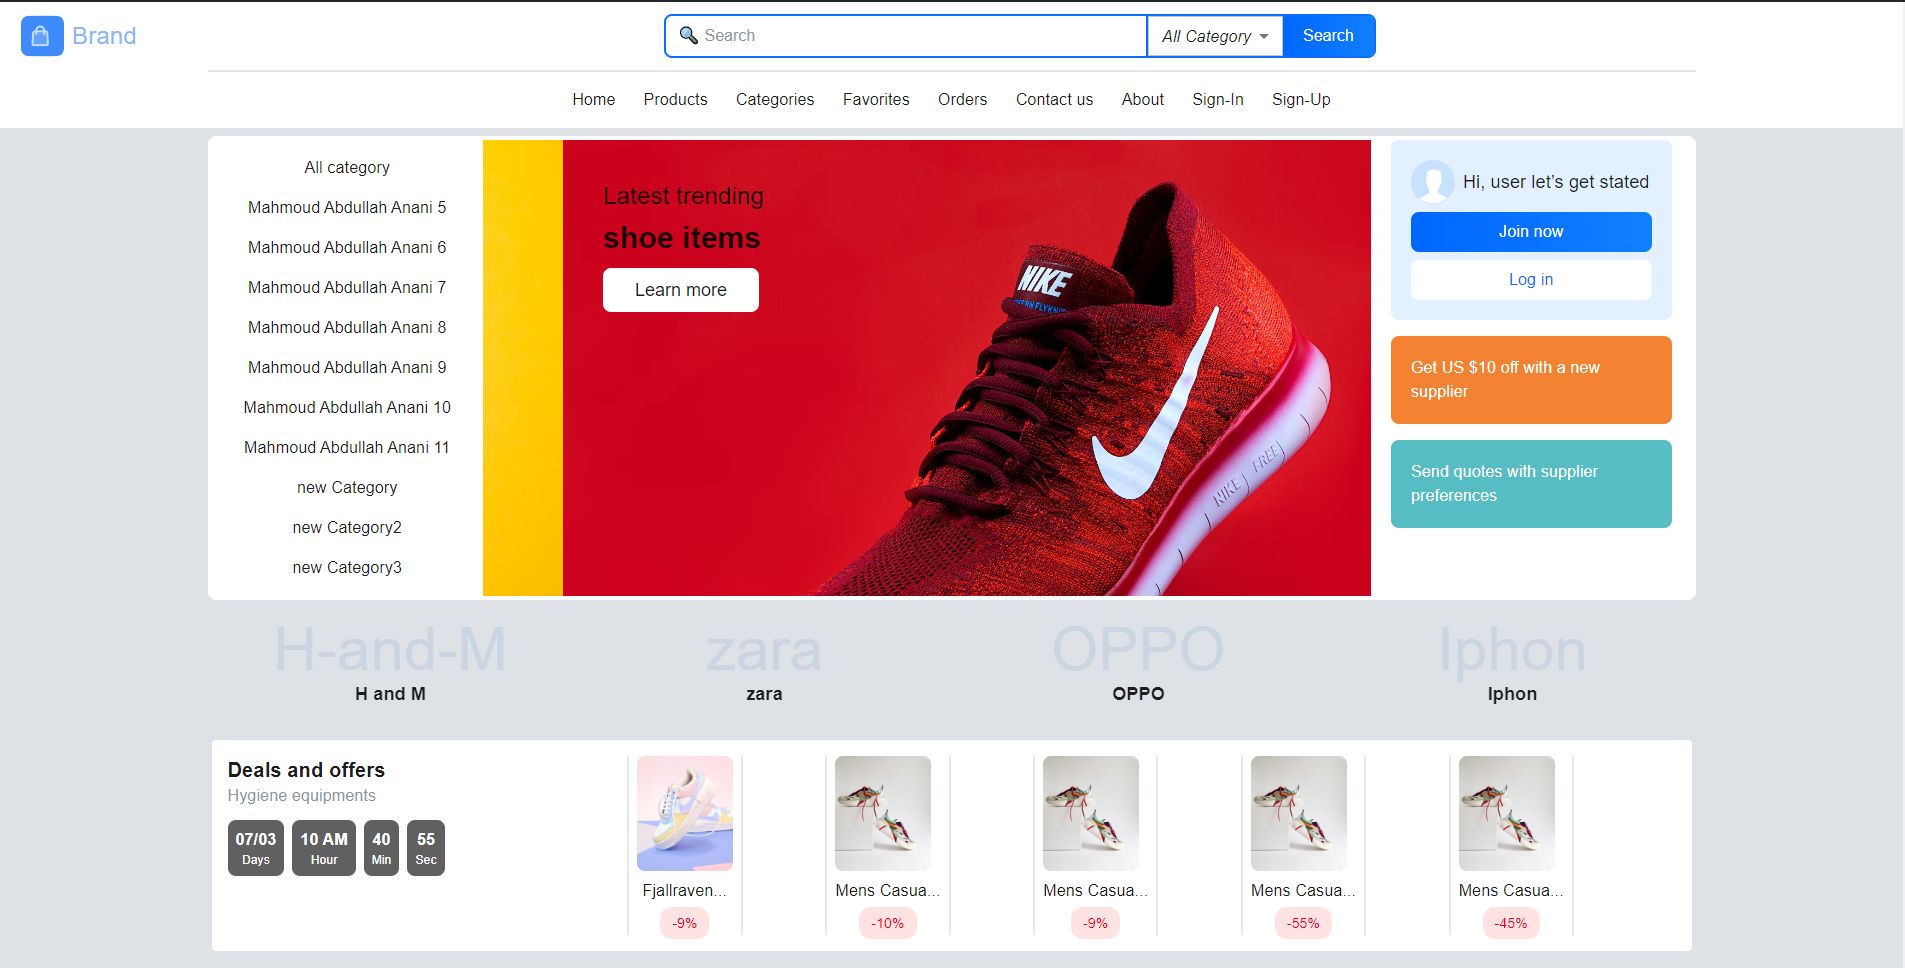 Brand
Search
All Category
Search
Home Products Categories Favorites Orders Contact us About Sign-In Sign-Up
All category
Mahmoud Abdullah Anani 5
Mahmoud Abdullah Anani 6
Mahmoud Abdullah Anani 7
Mahmoud Abdullah Anani 8
Mahmoud Abdullah Anani 9
Mahmoud Abdullah Anani 10
Mahmoud Abdullah Anani 11
new Category
new Category2
new Category3
Latest trending
shoe items
Learn more
NIKE
NIKE FREE
Hi, user let's get stated
Join now
Log in
Get US $10 off with a new
supplier
Send quotes with supplier
preferences
H-and-M zara OPPO Iphon
H and M zara OPPO Iphon
Deals and offers
Hygiene equipments
07/03 10 AM 40 55
Days Hour Min Sec
Fjallraven... Mens Casua... Mens Casua... Mens Casua... Mens Casua...
-9% -10% -9% -55% -45%